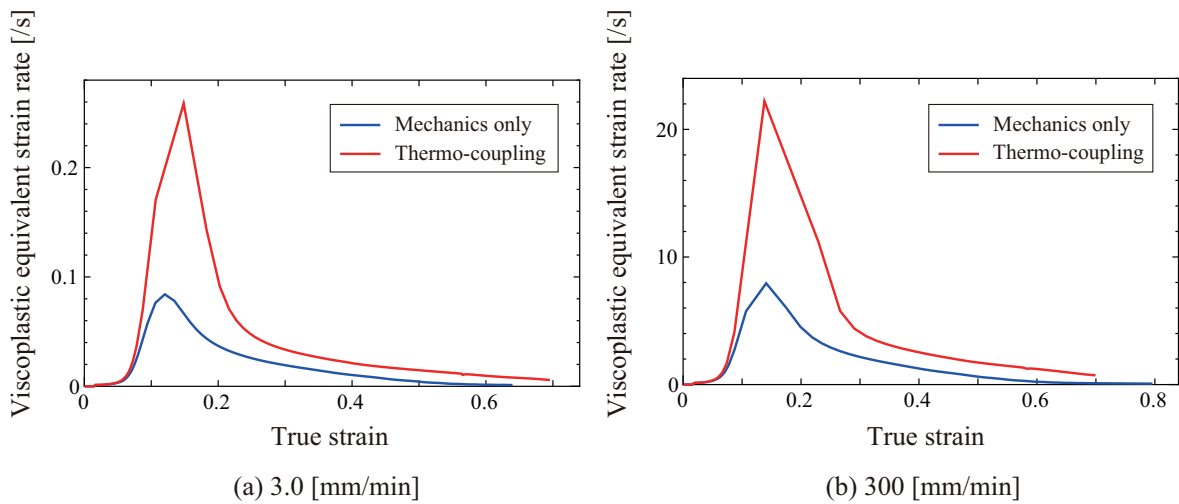 Viscoplastic equivalent strain rate [/s]
0.2
0.1
0
Mechanics only
Thermo-coupling
0
0.2
0.4
0.6
True strain
(a) 3.0 [mm/min]
Viscoplastic equivalent strain rate [/s]
20
10
0
Mechanics only
Thermo-coupling
0
0.2
0.4
0.6
0.8
True strain
(b) 300 [mm/min]